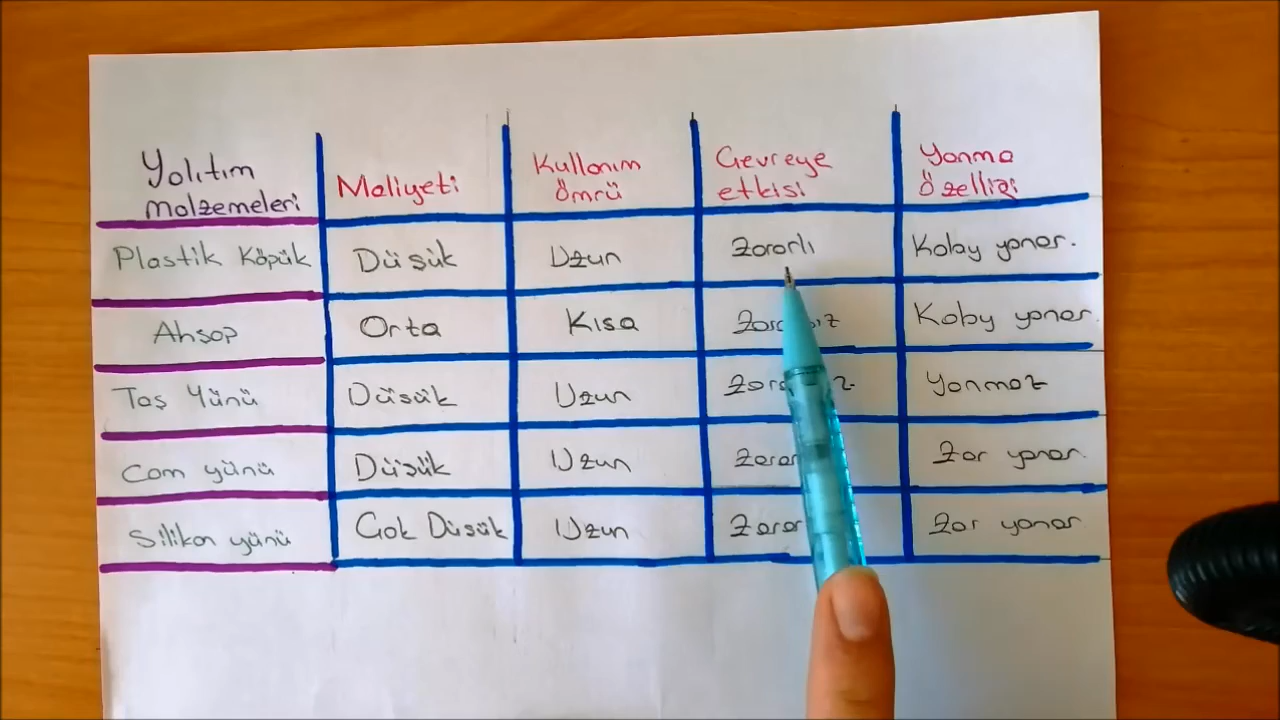 Yalıtım
malzemeleri
Maliyeti
Kullanım
ömrü
Çevreye
etkisi
Yanma
özelliği
Plastik Köpük
Düşük
Uzun
Zararlı
Kolay yanar.
Ahşap
Orta
Kısa
Kolay yanar.
Taş Yünü
Düşük
Uzun
Yanmaz
Cam yünü
Düşük
Uzun
Zor yanar.
Silikon yünü
Çok Düşük
Uzun
Zor yanar